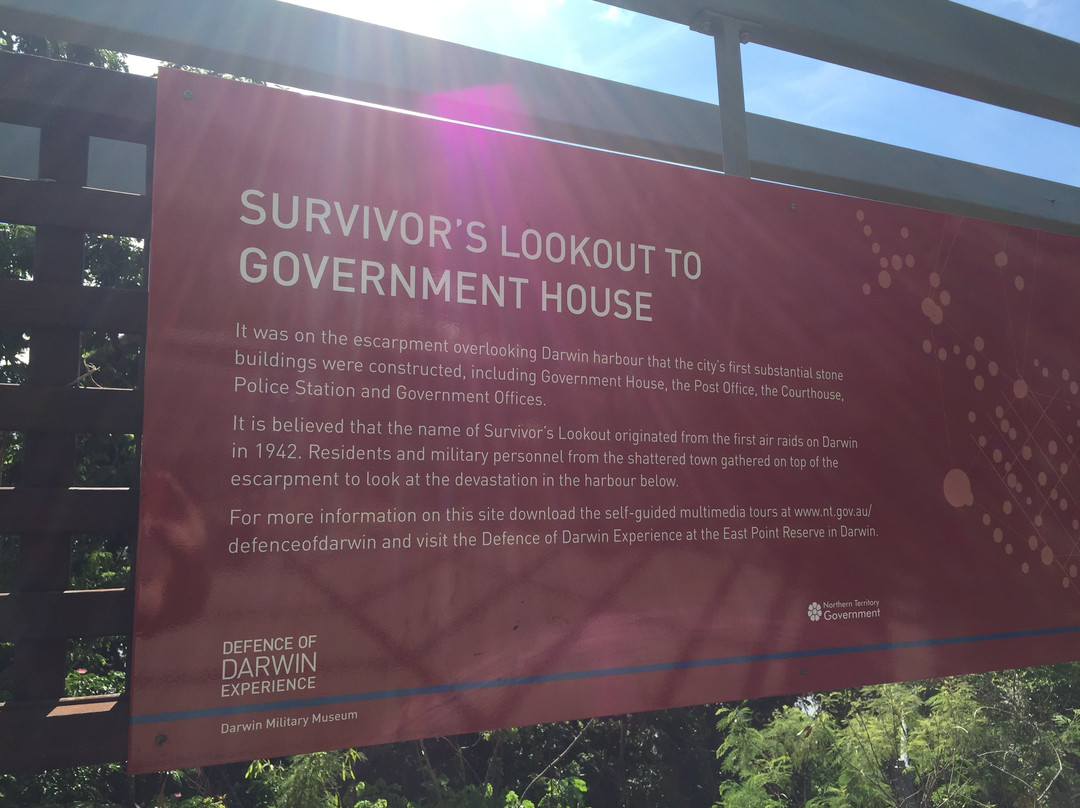 SURVIVOR'S LOOKOUT TO
GOVERNMENT HOUSE
It was on the escarpment overlooking Darwin harbour that the city's first substantial stone
buildings were constructed, including Government House, the Post Office, the Courthouse,
Police Station and Government Offices.
It is believed that the name of Survivor's Lookout originated from the first air raids on Darwin
in 1942. Residents and military personnel from the shattered town gathered on top of the
escarpment to look at the devastation in the harbour below.
For more information on this site download the self-guided multimedia tours at www.nt.gov.au/
defenceofdarwin and visit the Defence of Darwin Experience at the East Point Reserve in Darwin.
Northern Territory
Government
DEFENCE OF
DARWIN
EXPERIENCE
Darwin Military Museum